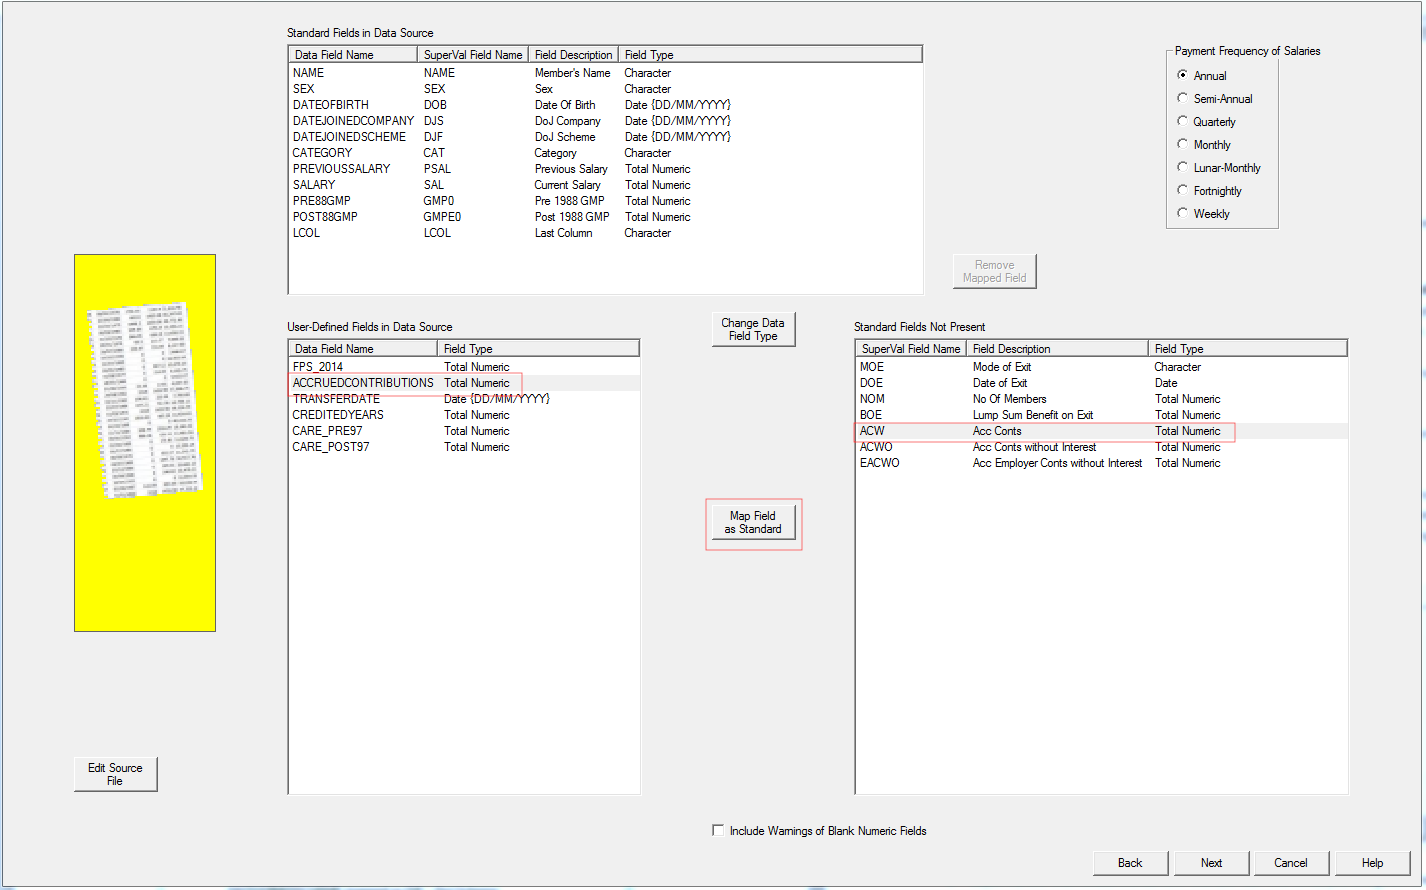 Standard Fields in Data Source
Data Field Name SuperVal Field Name Field Description Field Type
NAME NAME Member's Name Character
SEX SEX Sex Character
DATEOFBIRTH DOB Date Of Birth Date {DD/MM/YYYY}
DATEJOINEDCOMPANY DJS DoJ Company Date {DD/MM/YYYY}
DATEJOINEDSCHEME DJF DoJ Scheme Date {DD/MM/YYYY}
CATEGORY CAT Category Character
PREVIOUSSALARY PSAL Previous Salary Total Numeric
SALARY SAL Current Salary Total Numeric
PRE88GMP GMP0 Pre 1988 GMP Total Numeric
POST88GMP GMPE0 Post 1988 GMP Total Numeric
LCOL LCOL Last Column Character
Payment Frequency of Salaries
Annual
Semi-Annual
Quarterly
Monthly
Lunar-Monthly
Fortnightly
Weekly
Remove
Mapped Field
User-Defined Fields in Data Source
Data Field Name Field Type
FPS_2014 Total Numeric
ACCRUEDCONTRIBUTIONS Total Numeric
TRANSFERDATE Date {DD/MM/YYYY}
CREDITEDYEARS Total Numeric
CARE_PRE97 Total Numeric
CARE_POST97 Total Numeric
Change Data
Field Type
Map Field
as Standard
Standard Fields Not Present
SuperVal Field Name Field Description Field Type
MOE Mode of Exit Character
DOE Date of Exit Date
NOM No Of Members Total Numeric
BOE Lump Sum Benefit on Exit Total Numeric
ACW Acc Conts Total Numeric
ACWO Acc Conts without Interest Total Numeric
EACWO Acc Employer Conts without Interest Total Numeric
Edit Source
File
Include Warnings of Blank Numeric Fields
Back Next Cancel Help